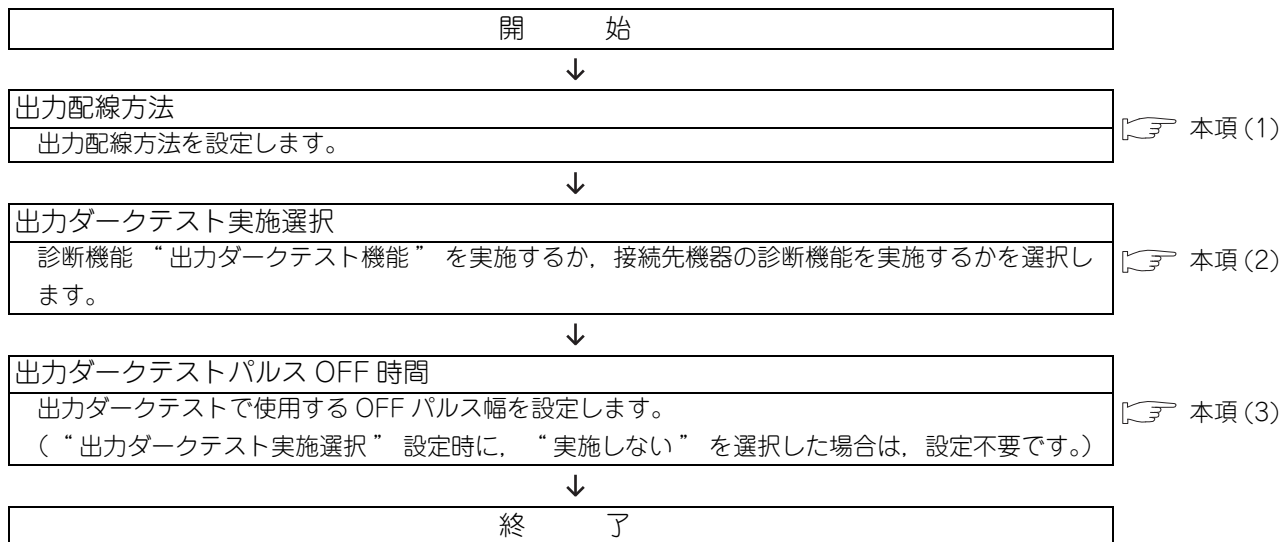 開 始
↓
出力配線方法
出力配線方法を設定します。
本項(1)
↓
出力ダークテスト実施選択
診断機能 “出力ダークテスト機能” を実施するか，接続先機器の診断機能を実施するかを選択し
ます。
本項(2)
↓
出力ダークテストパルス OFF 時間
出力ダークテストで使用する OFF パルス幅を設定します。
（“出力ダークテスト実施選択” 設定時に， “実施しない” を選択した場合は，設定不要です。）
本項(3)
↓
終 了